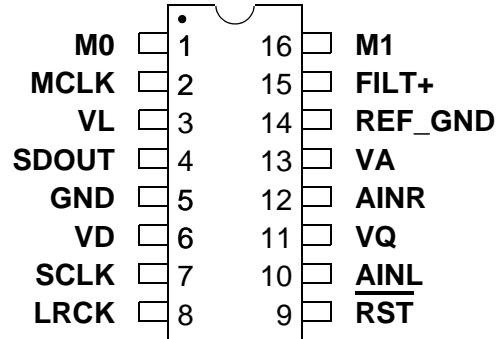 M0 1 16 M1
MCLK 2 15 FILT+
VL 3 14 REF_GND
SDOUT 4 13 VA
GND 5 12 AINR
VD 6 11 VQ
SCLK 7 10 AINL
LRCK 8 9 RST